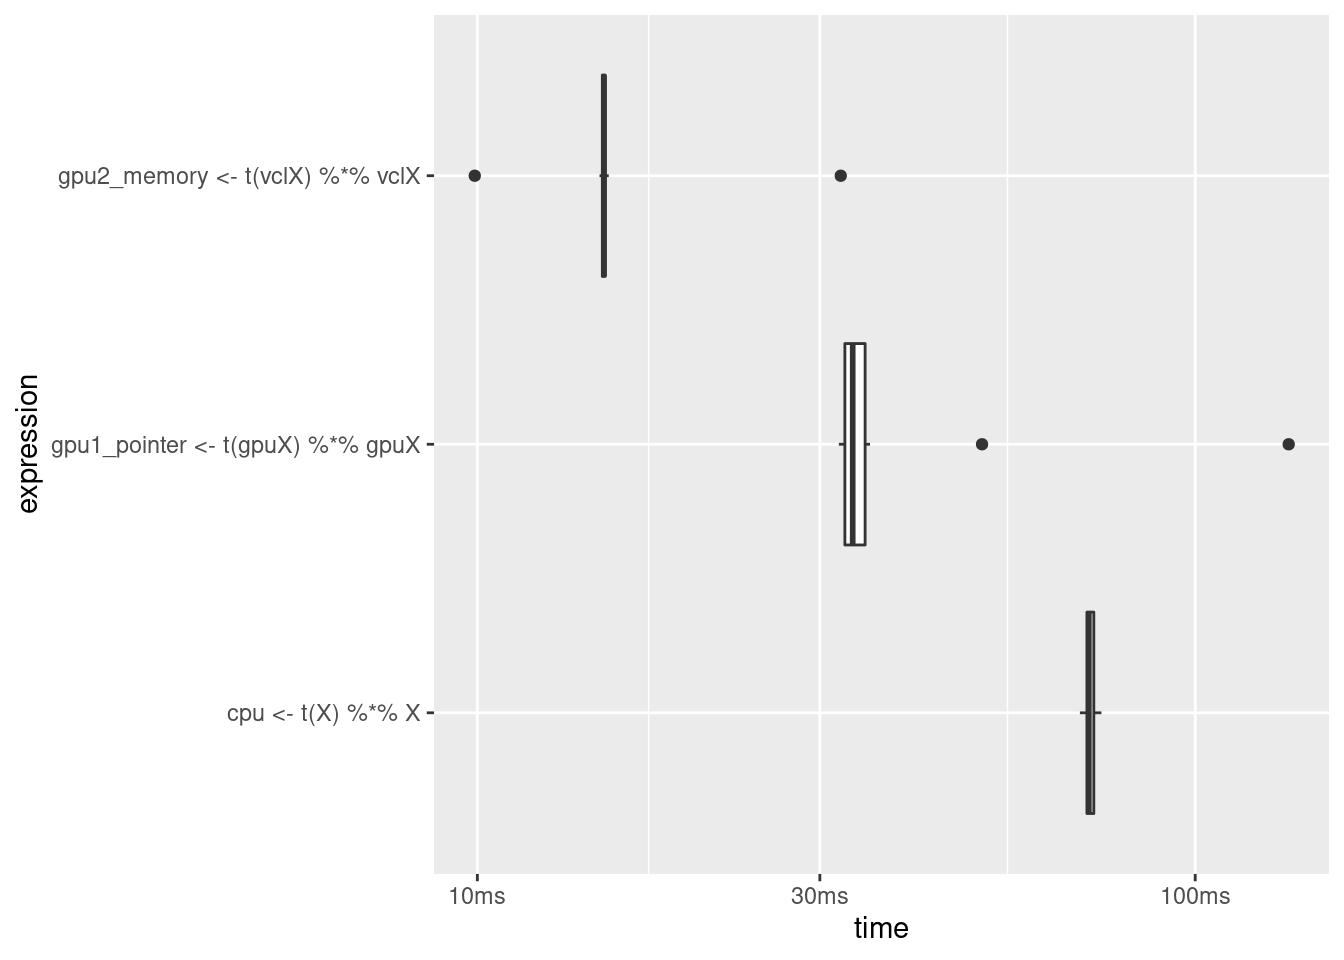 gpu2_memory <- t(vclX) %*% vclX
gpu1_pointer <- t(gpuX) %*% gpuX
cpu <- t(X) %*% X
expression
10ms 30ms 100ms
time